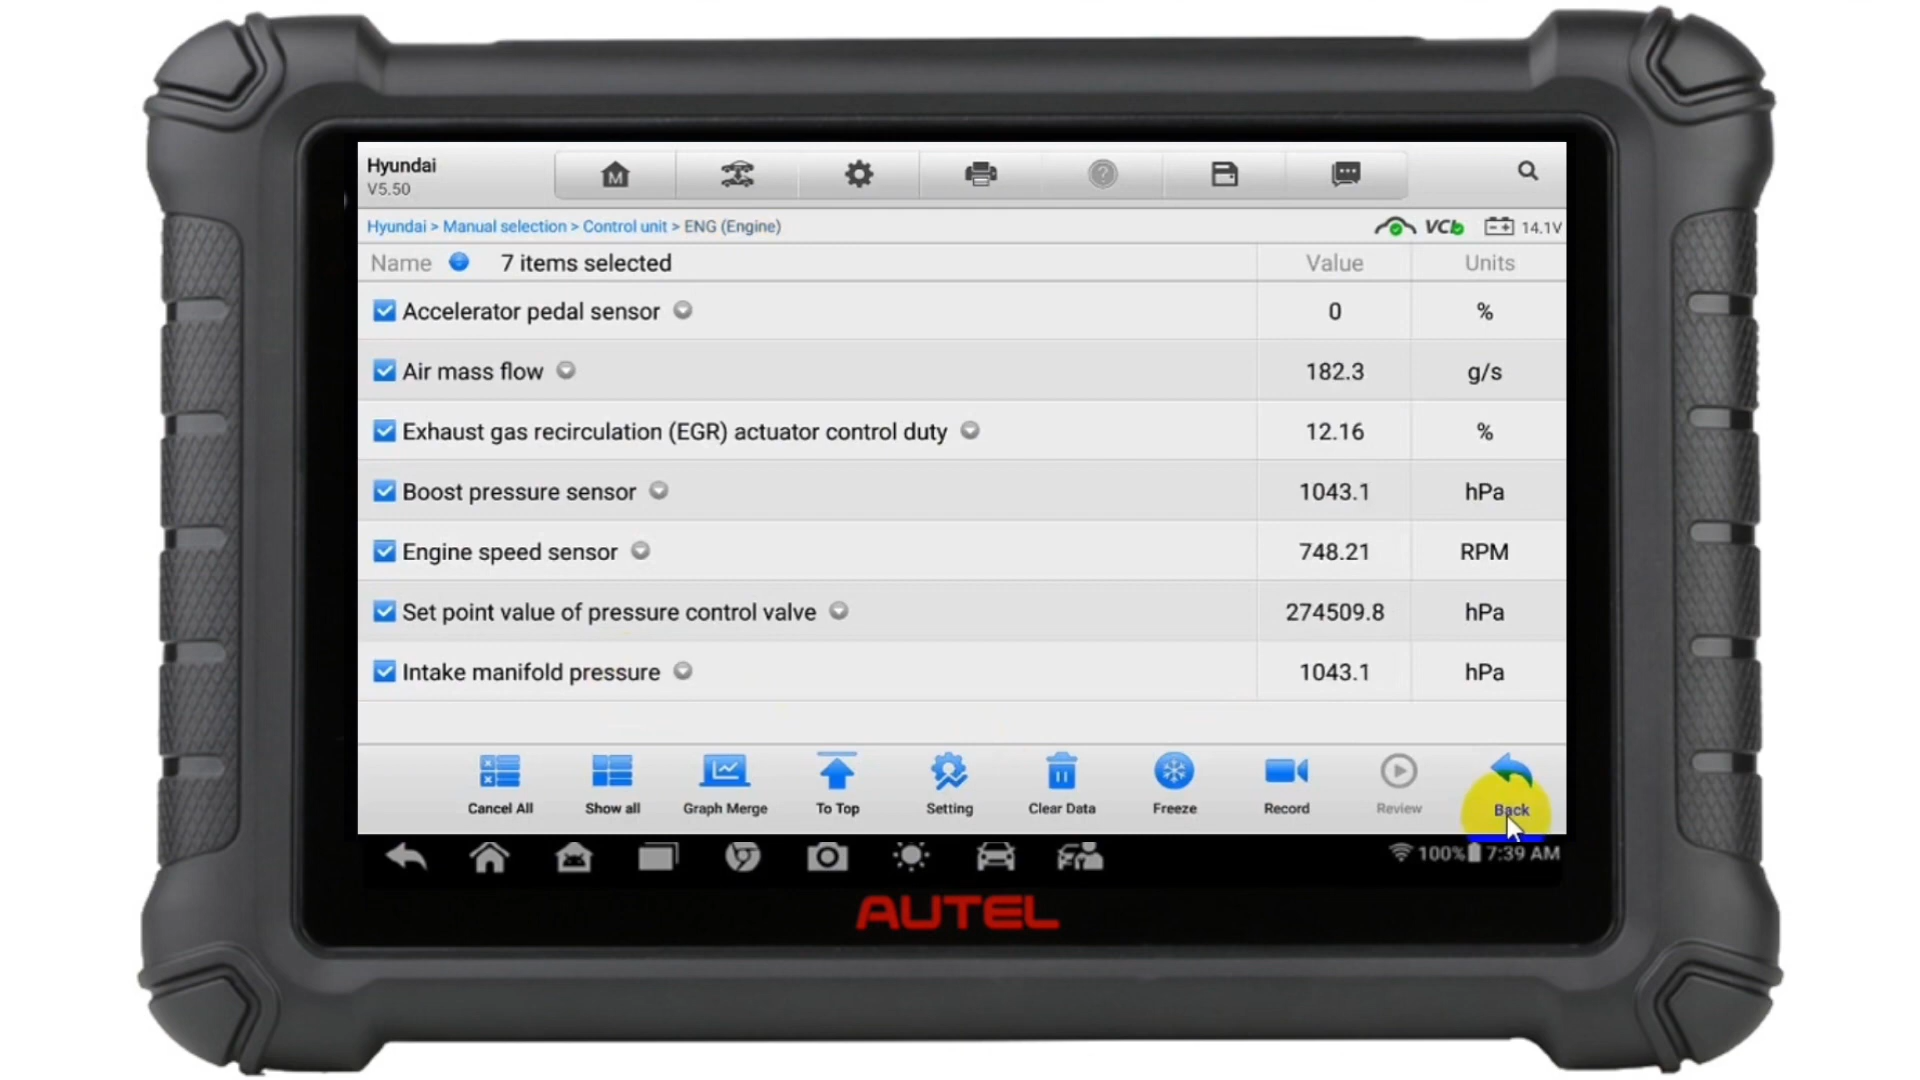 Hyundai
V5.50
M
?
Hyundai > Manual selection > Control unit > ENG (Engine)
VCI
14.1V
Name 7 items selected Value Units
Accelerator pedal sensor 0 %
Air mass flow 182.3 g/s
Exhaust gas recirculation (EGR) actuator control duty 12.16 %
Boost pressure sensor 1043.1 hPa
Engine speed sensor 748.21 RPM
Set point value of pressure control valve 274509.8 hPa
Intake manifold pressure 1043.1 hPa
Cancel All Show all Graph Merge To Top Setting Clear Data Freeze Record Review Back
100% 7:39 AM
AUTEL